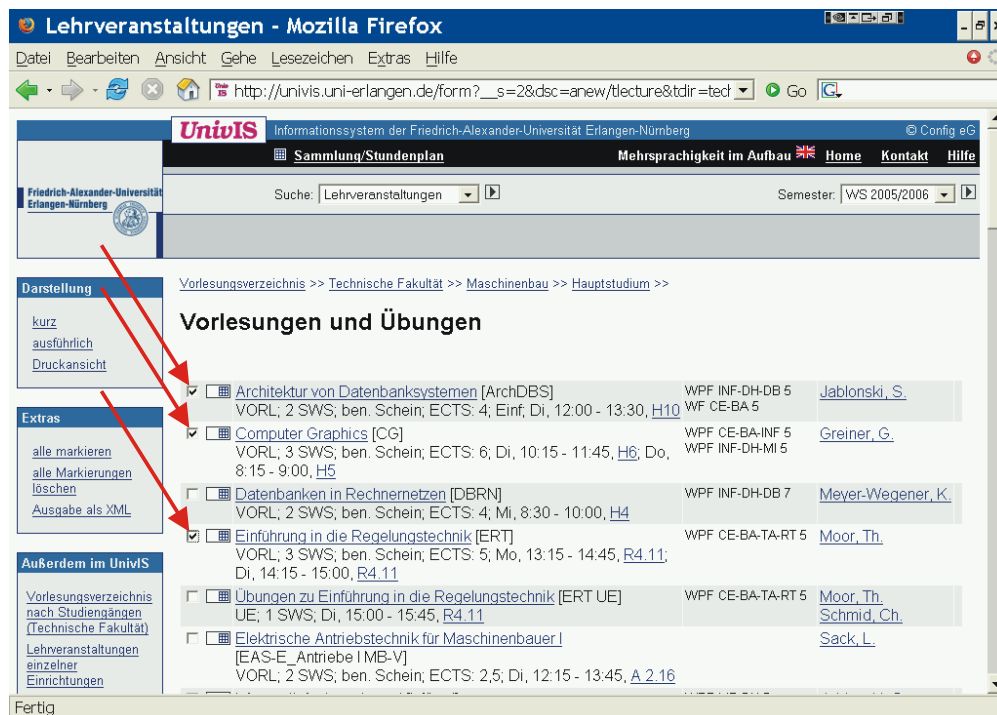 Lehrveranstaltungen - Mozilla Firefox
Datei Bearbeiten Ansicht Gehe Lesezeichen Extras Hilfe
http://univis.uni-erlangen.de/form?__s=2&dsc=anew/tlecture&tdir=tech Go
UnivIS Informationssystem der Friedrich-Alexander-Universität Erlangen-Nürnberg © Config eG
Sammlung/Stundenplan Mehrsprachigkeit im Aufbau Home Kontakt Hilfe
Friedrich-Alexander-Universität
Erlangen-Nürnberg
Suche: Lehrveranstaltungen Semester: WS 2005/2006
Darstellung
kurz
ausführlich
Druckansicht
Extras
alle markieren
alle Markierungen
löschen
Ausgabe als XML
Außerdem im UnivIS
Vorlesungsverzeichnis
nach Studiengängen
(Technische Fakultät)
Lehrveranstaltungen
einzelner
Einrichtungen
Vorlesungsverzeichnis >> Technische Fakultät >> Maschinenbau >> Hauptstudium >>
Vorlesungen und Übungen
Architektur von Datenbanksystemen [ArchDBS] WPF INF-DH-DB 5 Jablonski, S.
VORL; 2 SWS; ben. Schein; ECTS: 4; Einf; Di, 12:00 - 13:30, H10 WF CE-BA 5
Computer Graphics [CG] WPF CE-BA-INF 5 Greiner, G.
VORL; 3 SWS; ben. Schein; ECTS: 6; Di, 10:15 - 11:45, H6; Do, WPF INF-DH-MI 5
8:15 - 9:00, H5
Datenbanken in Rechnernetzen [DBRN] WPF INF-DH-DB 7 Meyer-Wegener, K.
VORL; 2 SWS; ben. Schein; ECTS: 4; Mi, 8:30 - 10:00, H4
Einführung in die Regelungstechnik [ERT] WPF CE-BA-TA-RT 5 Moor, Th.
VORL; 3 SWS; ben. Schein; ECTS: 5; Mo, 13:15 - 14:45, R4.11;
Di, 14:15 - 15:00, R4.11
Übungen zu Einführung in die Regelungstechnik [ERT UE] WPF CE-BA-TA-RT 5 Moor, Th.
UE; 1 SWS; Di, 15:00 - 15:45, R4.11 Schmid, Ch.
Elektrische Antriebstechnik für Maschinenbauer I Sack, L.
[EAS-E_Antriebe I MB-V]
VORL; 2 SWS; ben. Schein; ECTS: 2,5; Di, 12:15 - 13:45, A 2.16
Fertig